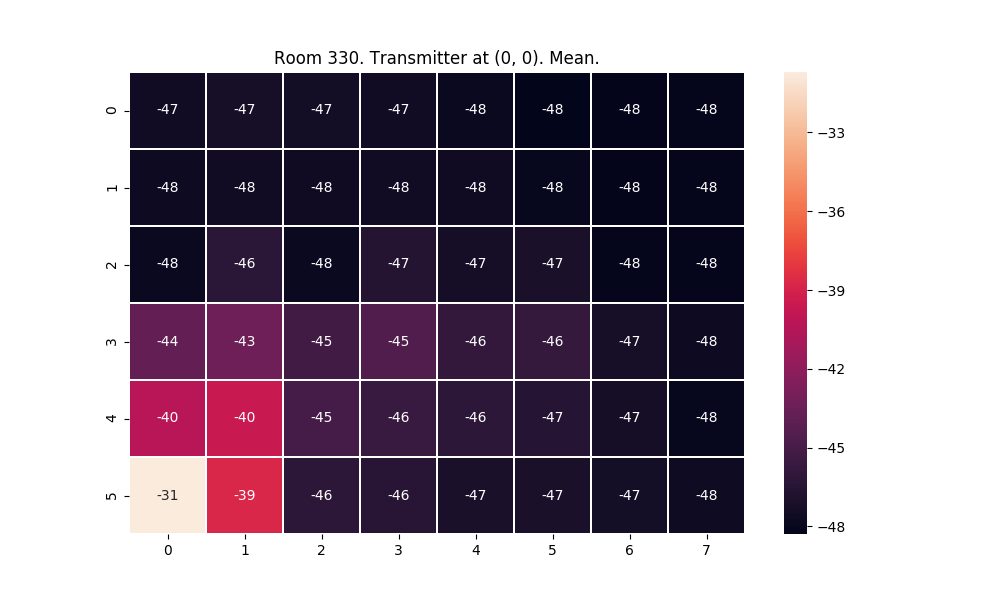 Room 330. Transmitter at (0, 0). Mean.
0 -47 -47 -47 -47 -48 -48 -48 -48
1 -48 -48 -48 -48 -48 -48 -48 -48
2 -48 -46 -48 -47 -47 -47 -48 -48
3 -44 -43 -45 -45 -46 -46 -47 -48
4 -40 -40 -45 -46 -46 -47 -47 -48
5 -31 -39 -46 -46 -47 -47 -47 -48
0 1 2 3 4 5 6 7
−33
−36
−39
−42
−45
−48